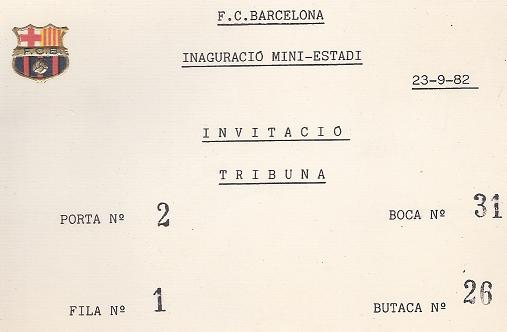 F.C.BARCELONA
F.C.B.
INAGURACIÓ MINI-ESTADI
23-9-82
INVITACIÓ
TRIBUNA
PORTA Nº 2
BOCA Nº 31
FILA Nº 1
BUTACA Nº 26